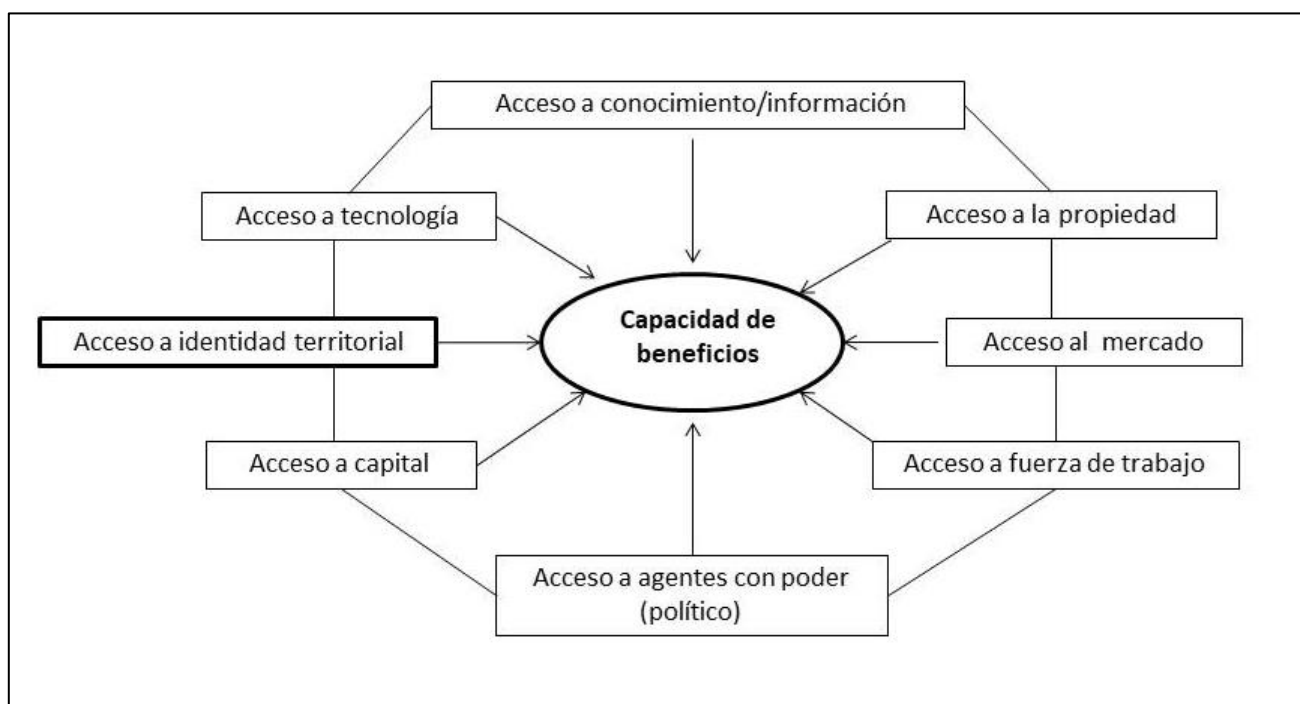 Acceso a conocimiento/información
Acceso a tecnología
Acceso a la propiedad
Capacidad de
beneficios
Acceso a identidad territorial
Acceso al mercado
Acceso a capital
Acceso a fuerza de trabajo
Acceso a agentes con poder
(político)